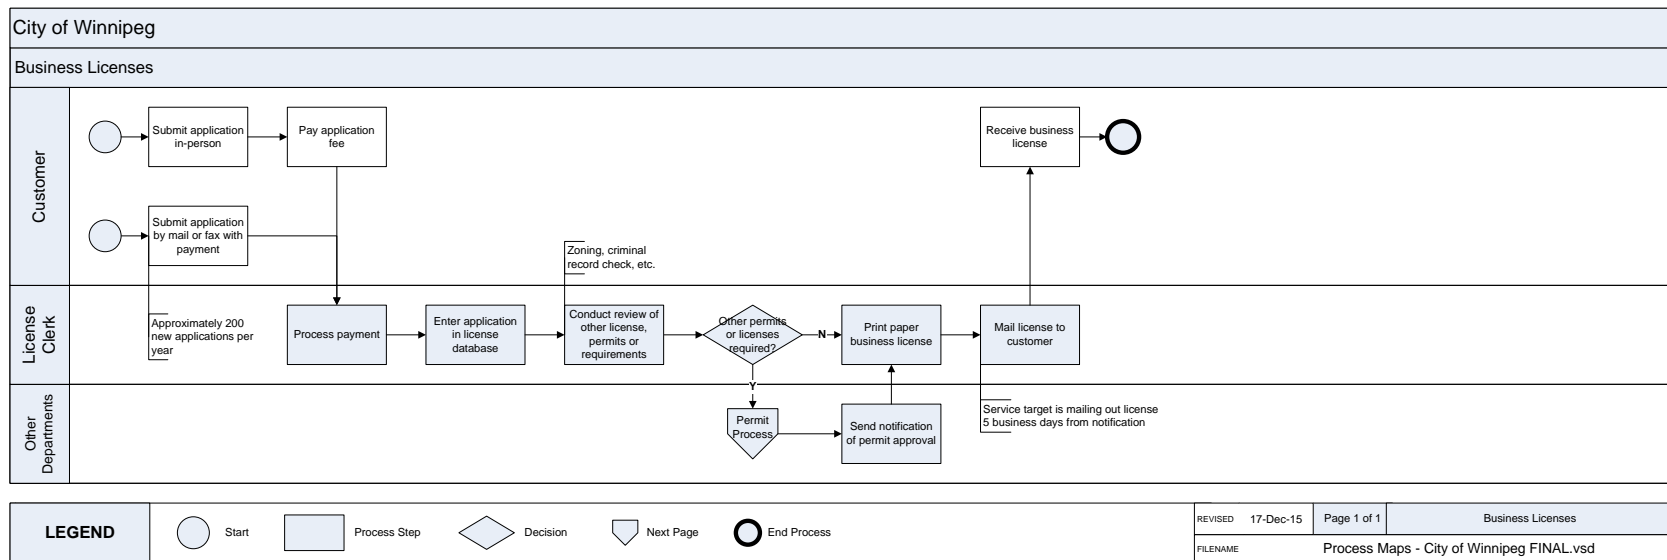 City of Winnipeg
Business Licenses
Customer
Submit application
in-person
Pay application
fee
Receive business
license
Submit application
by mail or fax with
payment
Zoning, criminal
record check, etc.
License
Clerk
Approximately 200
new applications per
year
Process payment
Enter application
in license
database
Conduct review of
other license,
permits or
requirements
Other permits
or licenses
required?
N
Print paper
business license
Mail license to
customer
Y
Other
Departments
Permit
Process
Send notification
of permit approval
Service target is mailing out license
5 business days from notification
LEGEND
Start
Process Step
Decision
Next Page
End Process
REVISED 17-Dec-15 Page 1 of 1 Business Licenses
FILENAME Process Maps - City of Winnipeg FINAL.vsd